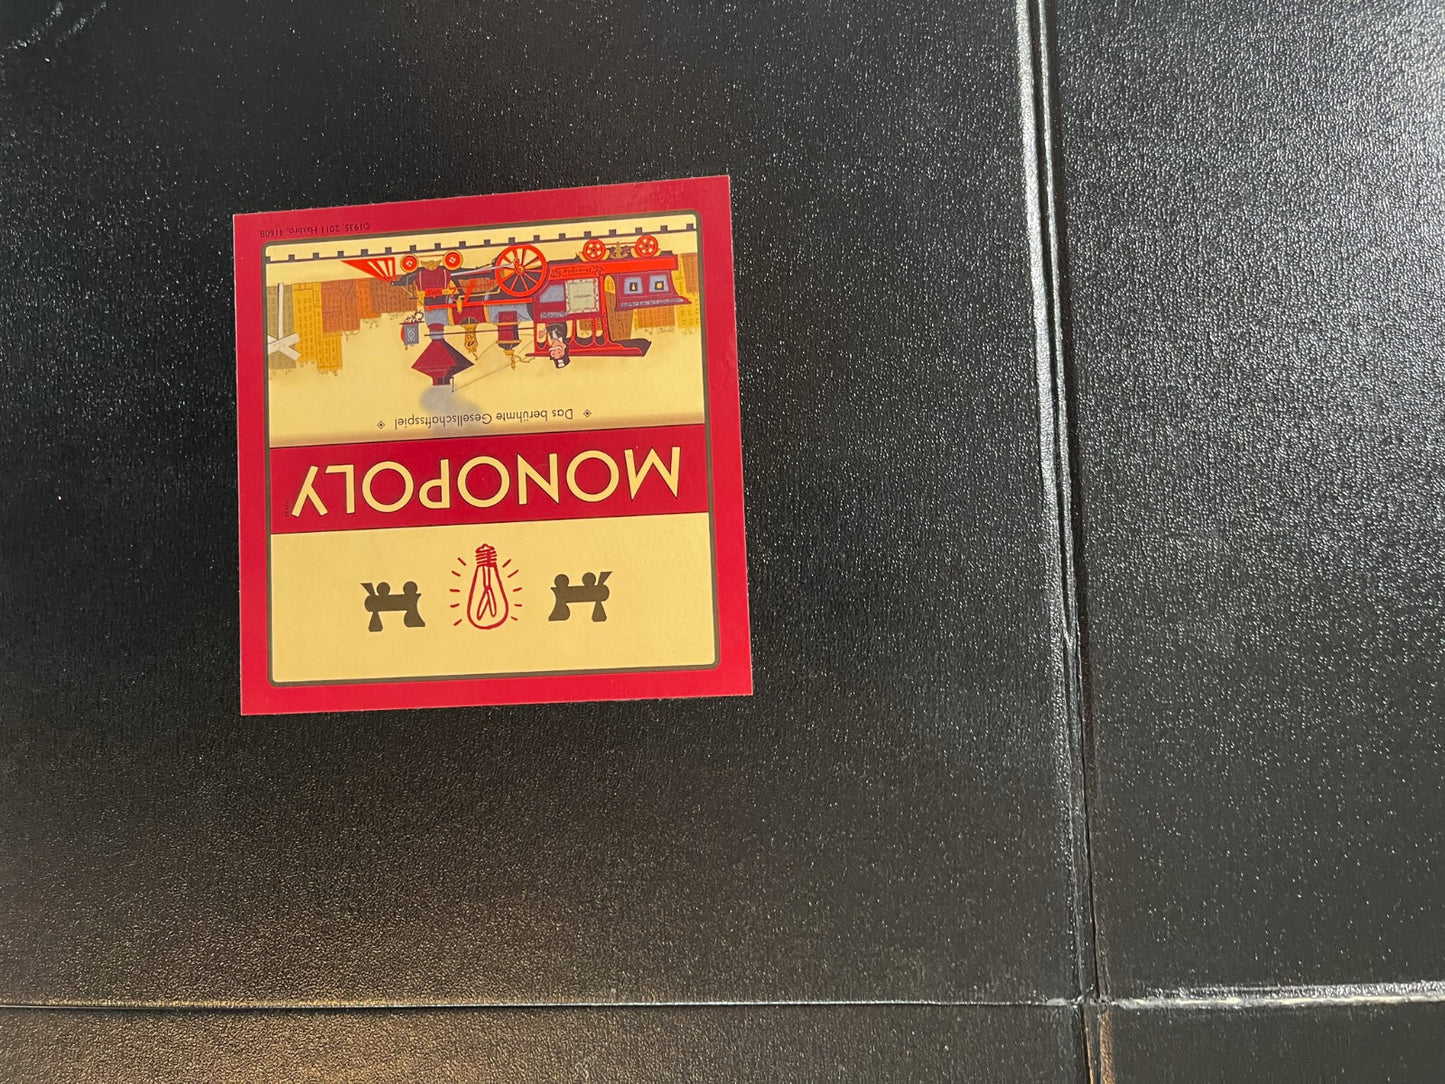 MONOPOLY
◆ Das berühmte Gesellschaftsspiel ◆
©1935, 2011 Hasbro, 41608